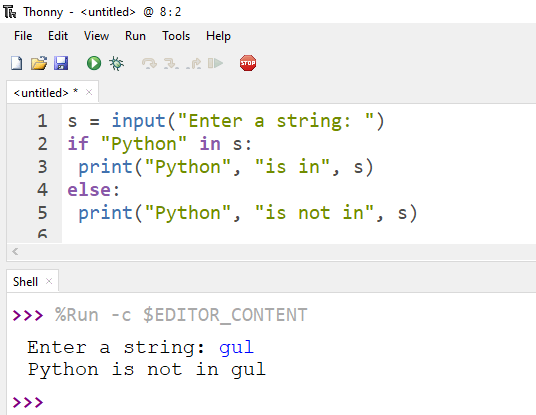 Thonny - <untitled> @ 8:2
File Edit View Run Tools Help
STOP
<untitled> * ×
1 s = input("Enter a string: ")
2 if "Python" in s:
3  print("Python", "is in", s)
4 else:
5  print("Python", "is not in", s)
6
Shell ×
>>> %Run -c $EDITOR_CONTENT
Enter a string: gul
Python is not in gul
>>>